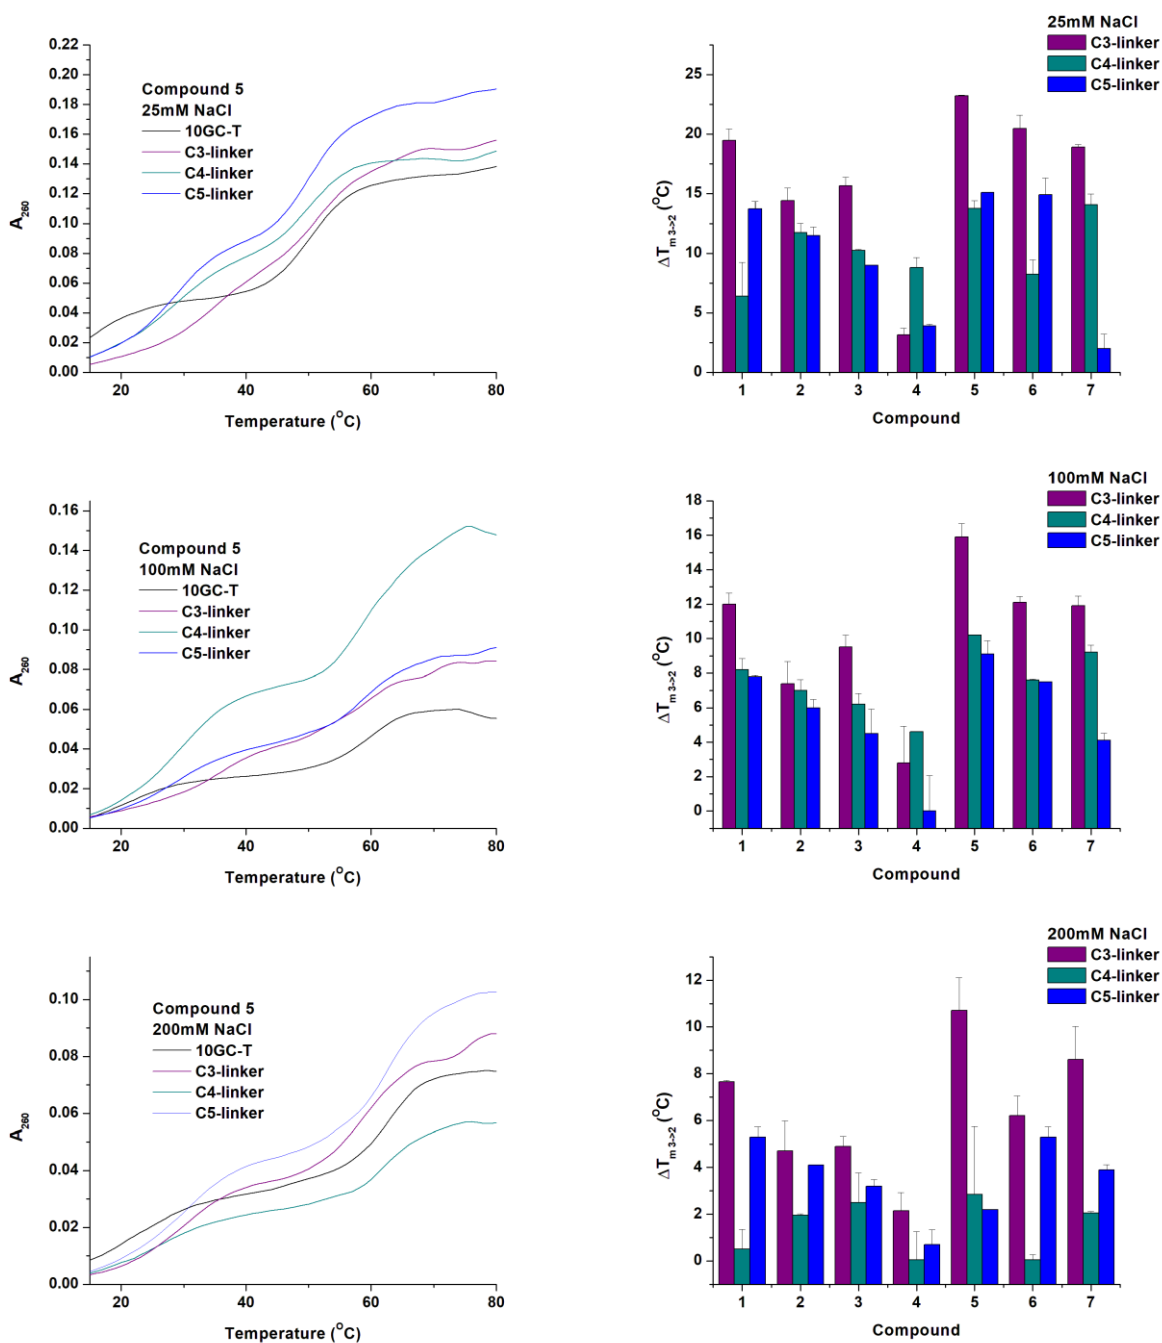 0.22
0.20
0.18
0.16
0.14
0.12
0.10
0.08
0.06
0.04
0.02
0.00
A260
Compound 5
25mM NaCl
10GC-T
C3-linker
C4-linker
C5-linker
20 40 60 80
Temperature (°C)
25mM NaCl
C3-linker
C4-linker
C5-linker
25
20
15
10
5
0
ΔTm 3->2 (°C)
1 2 3 4 5 6 7
Compound
0.16
0.14
0.12
0.10
0.08
0.06
0.04
0.02
0.00
A260
Compound 5
100mM NaCl
10GC-T
C3-linker
C4-linker
C5-linker
20 40 60 80
Temperature (°C)
100mM NaCl
C3-linker
C4-linker
C5-linker
18
16
14
12
10
8
6
4
2
0
ΔTm 3->2 (°C)
1 2 3 4 5 6 7
Compound
0.10
0.08
0.06
0.04
0.02
0.00
A260
Compound 5
200mM NaCl
10GC-T
C3-linker
C4-linker
C5-linker
20 40 60 80
Temperature (°C)
200mM NaCl
C3-linker
C4-linker
C5-linker
12
10
8
6
4
2
0
ΔTm 3->2 (°C)
1 2 3 4 5 6 7
Compound